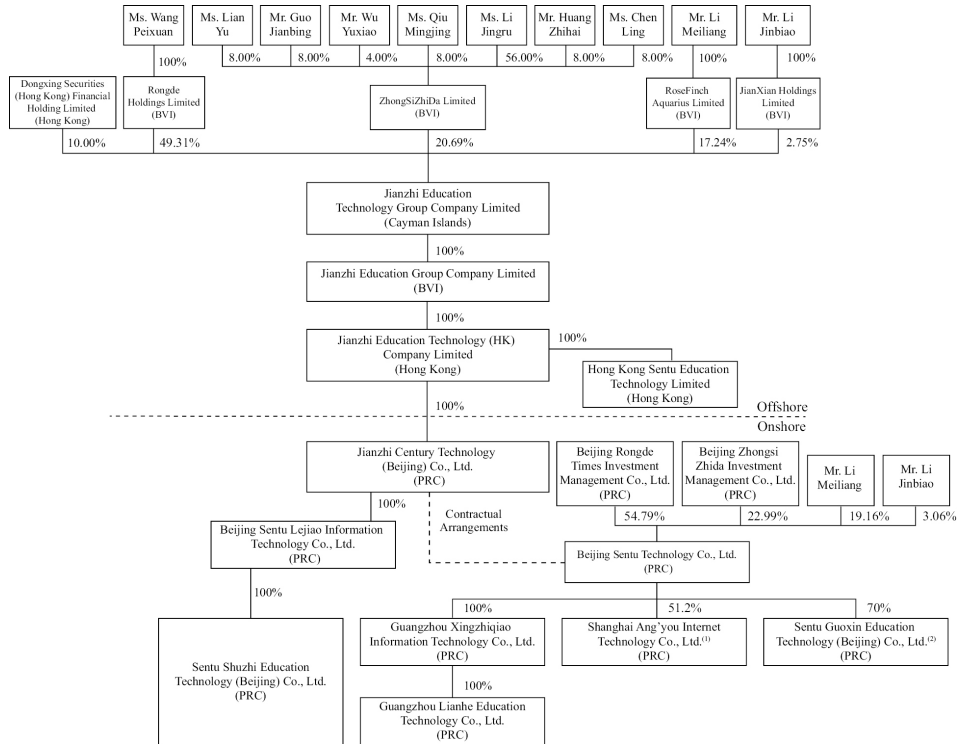 Ms. Wang
Peixuan
Ms. Lian
Yu
Mr. Guo
Jianbing
Mr. Wu
Yuxiao
Ms. Qiu
Mingjing
Ms. Li
Jingru
Mr. Huang
Zhihai
Ms. Chen
Ling
Mr. Li
Meiliang
Mr. Li
Jinbiao
100%
8.00%
8.00%
4.00%
8.00%
56.00%
8.00%
8.00%
100%
100%
Dongxing Securities
(Hong Kong) Financial
Holding Limited
(Hong Kong)
Rongde
Holdings Limited
(BVI)
ZhongSiZhiDa Limited
(BVI)
RoseFinch
Aquarius Limited
(BVI)
JianXian Holdings
Limited
(BVI)
10.00%
49.31%
20.69%
17.24%
2.75%
Jianzhi Education
Technology Group Company Limited
(Cayman Islands)
100%
Jianzhi Education Group Company Limited
(BVI)
100%
Jianzhi Education Technology (HK)
Company Limited
(Hong Kong)
100%
Hong Kong Sentu Education
Technology Limited
(Hong Kong)
100%
Offshore
Onshore
Jianzhi Century Technology
(Beijing) Co., Ltd.
(PRC)
Beijing Rongde
Times Investment
Management Co., Ltd.
(PRC)
Beijing Zhongsi
Zhida Investment
Management Co., Ltd.
(PRC)
Mr. Li
Meiliang
Mr. Li
Jinbiao
100%
Contractual
Arrangements
54.79%
22.99%
19.16%
3.06%
Beijing Sentu Lejiao Information
Technology Co., Ltd.
(PRC)
Beijing Sentu Technology Co., Ltd.
(PRC)
100%
100%
51.2%
70%
Sentu Shuzhi Education
Technology (Beijing) Co., Ltd.
(PRC)
Guangzhou Xingzhiqiao
Information Technology Co., Ltd.
(PRC)
Shanghai Ang'you Internet
Technology Co., Ltd.(1)
(PRC)
Sentu Guoxin Education
Technology (Beijing) Co., Ltd.(2)
(PRC)
100%
Guangzhou Lianhe Education
Technology Co., Ltd.
(PRC)